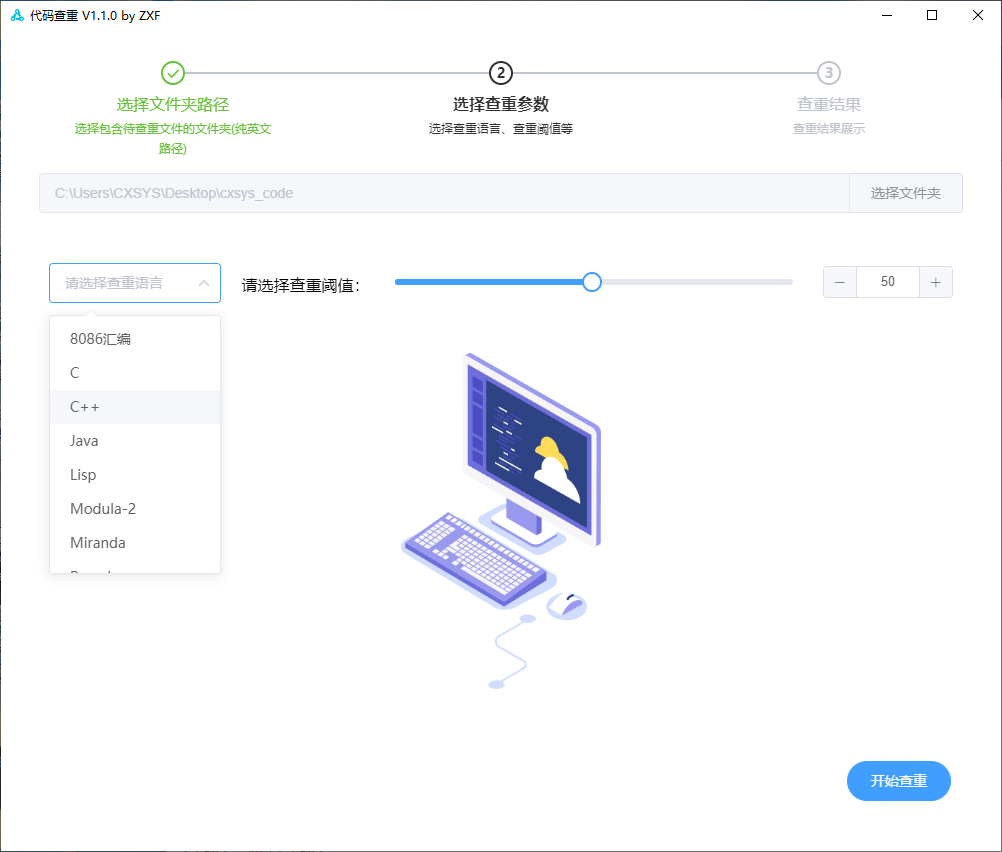 代码查重 V1.1.0 by ZXF
2
3
选择文件夹路径
选择查重参数
查重结果
选择包含待查重文件的文件夹(纯英文
路径)
选择查重语言、查重阈值等
查重结果展示
C:\Users\CXSYS\Desktop\cxsys_code
选择文件夹
请选择查重语言
请选择查重阈值：
50
8086汇编
C
C++
Java
Lisp
Modula-2
Miranda
开始查重